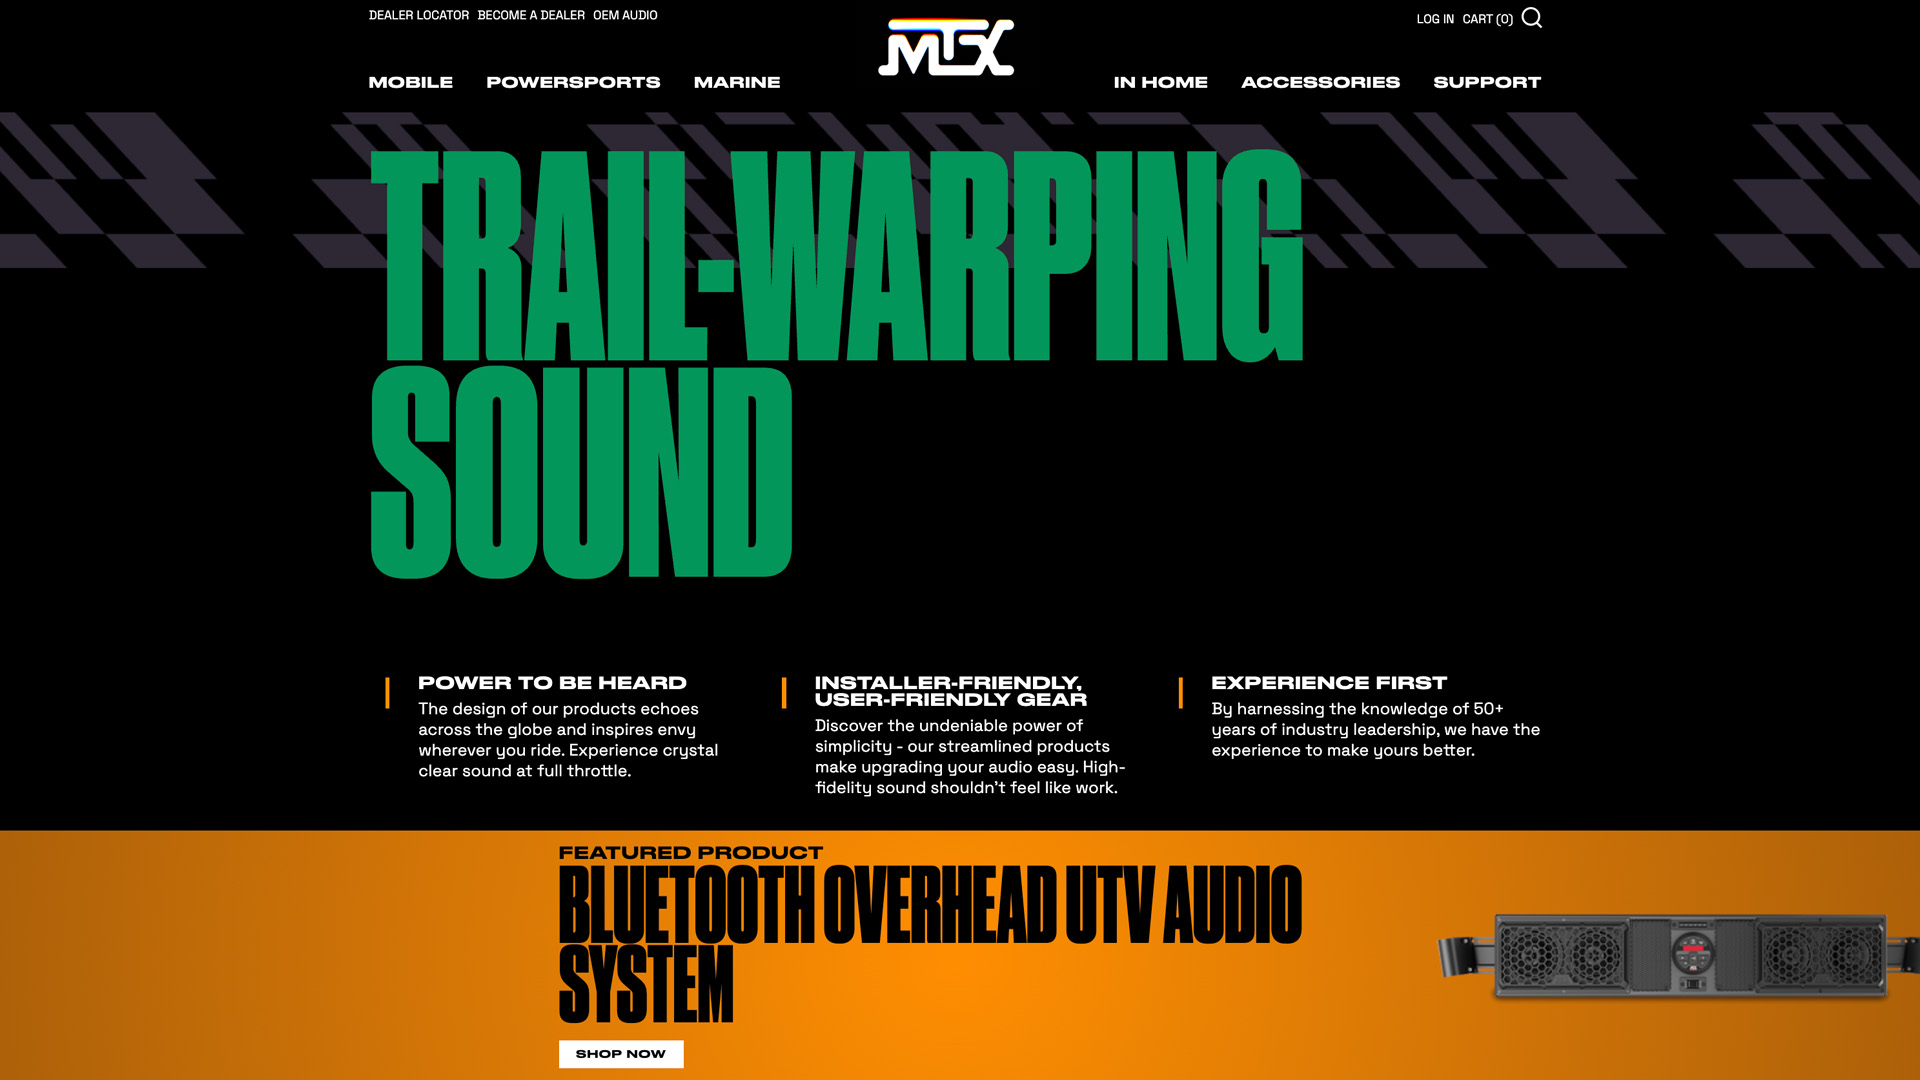 DEALER LOCATOR BECOME A DEALER OEM AUDIO
MTX
LOG IN CART (0)
MOBILE POWERSPORTS MARINE
IN HOME ACCESSORIES SUPPORT
TRAIL-WARPING
SOUND
POWER TO BE HEARD
The design of our products echoes
across the globe and inspires envy
wherever you ride. Experience crystal
clear sound at full throttle.
INSTALLER-FRIENDLY,
USER-FRIENDLY GEAR
Discover the undeniable power of
simplicity - our streamlined products
make upgrading your audio easy. High-
fidelity sound shouldn't feel like work.
EXPERIENCE FIRST
By harnessing the knowledge of 50+
years of industry leadership, we have the
experience to make yours better.
FEATURED PRODUCT
BLUETOOTH OVERHEAD UTV AUDIO
SYSTEM
SHOP NOW